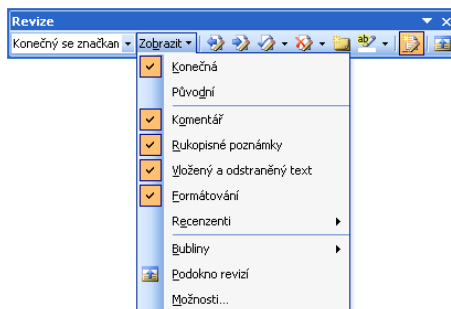 Revize
Konečný se značkan Zobrazit
Konečná
Původní
Komentář
Rukopisné poznámky
Vložený a odstraněný text
Formátování
Recenzenti
Bubliny
Podokno revizí
Možnosti...